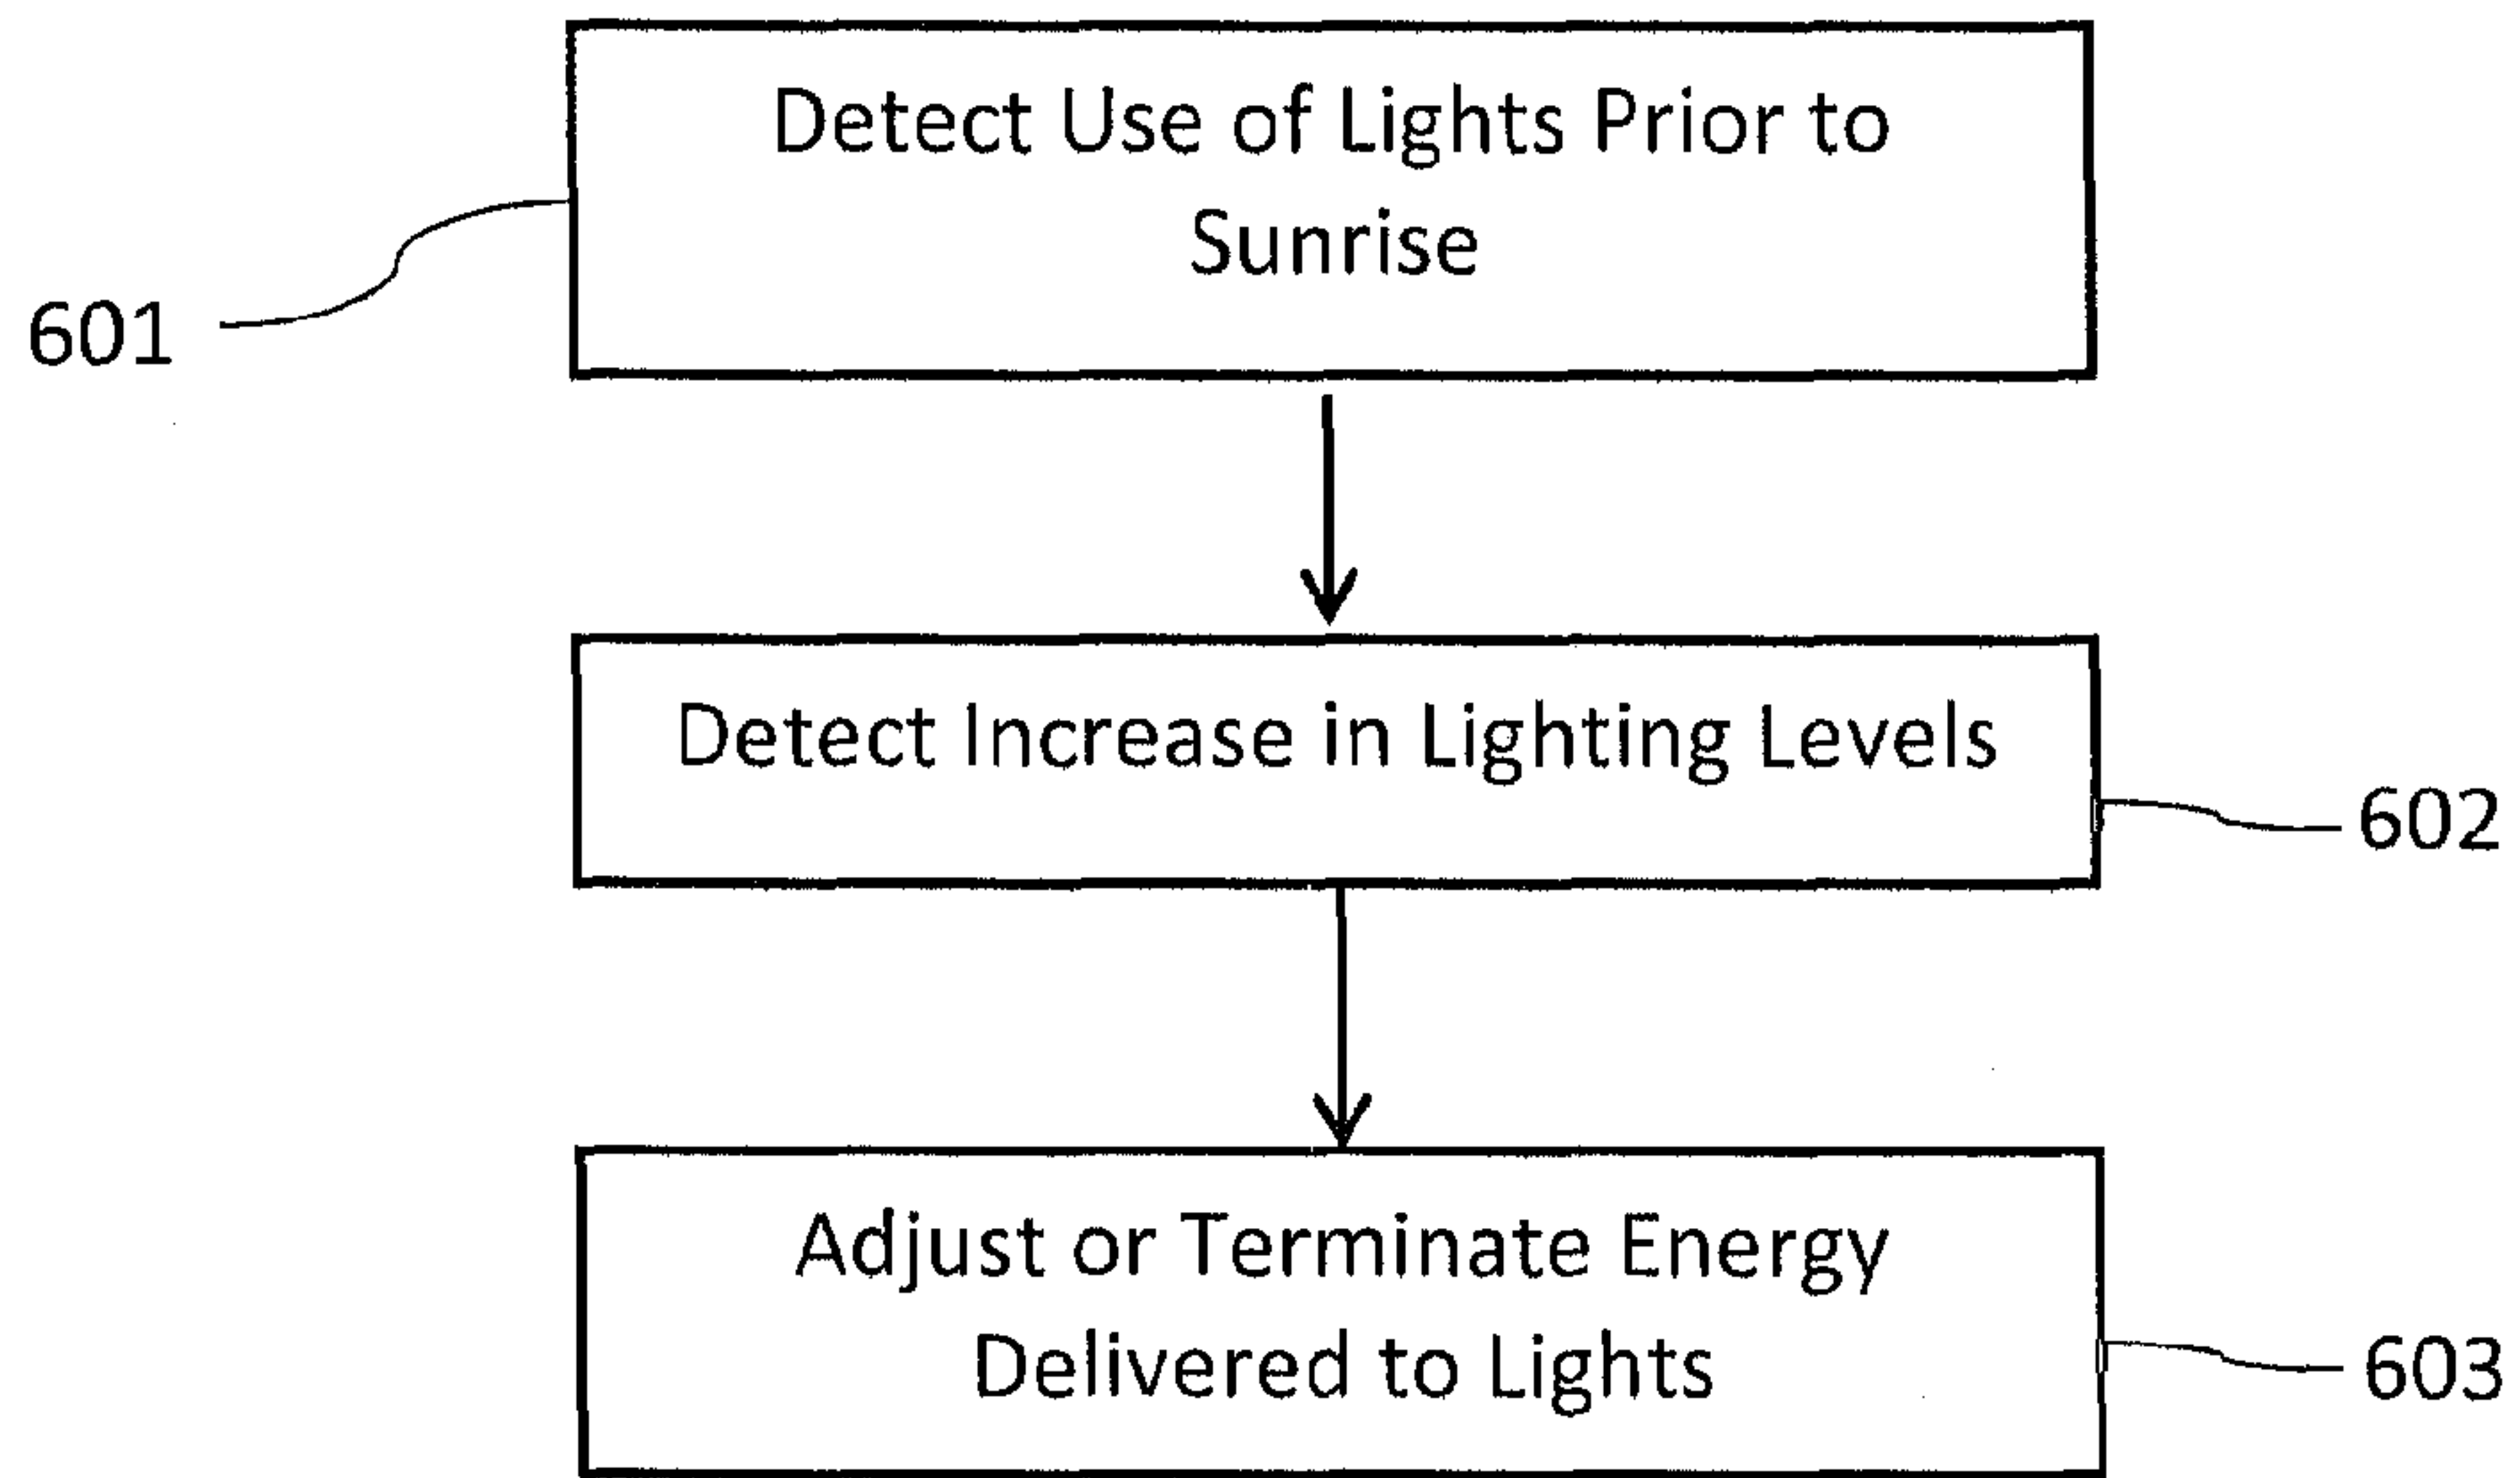 Detect Use of Lights Prior to
Sunrise
601
Detect Increase in Lighting Levels
602
Adjust or Terminate Energy
Delivered to Lights
603